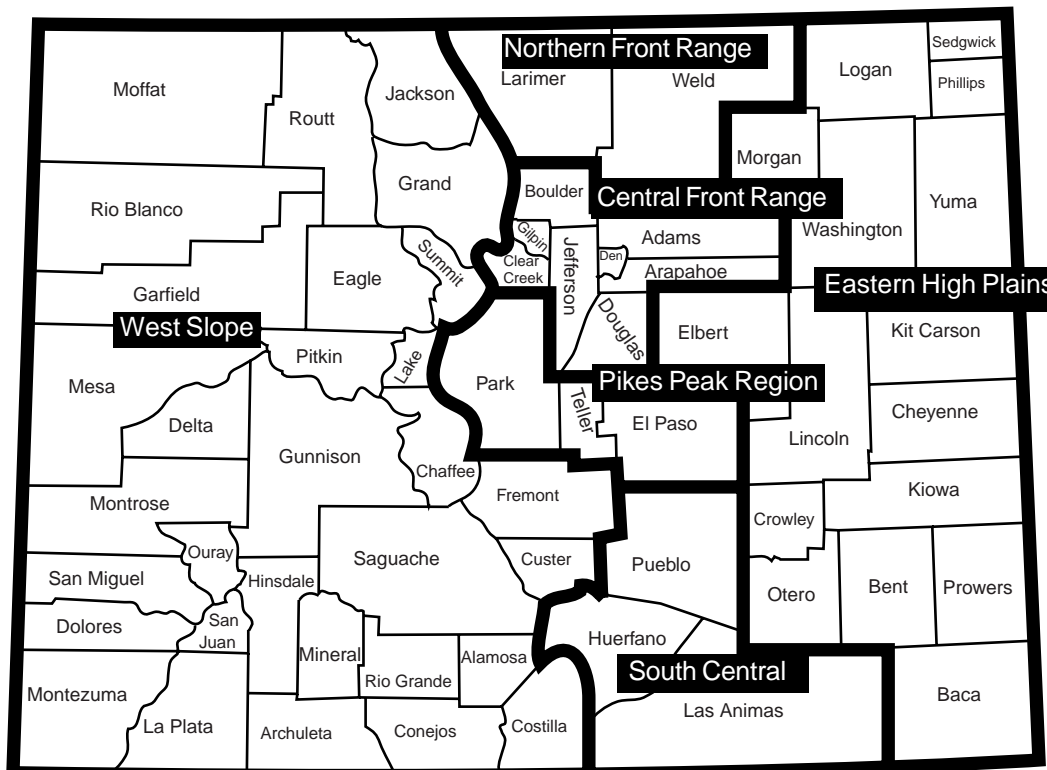 Northern Front Range
Sedgwick
Larimer
Weld
Logan
Moffat
Phillips
Jackson
Routt
Morgan
Grand
Boulder
Central Front Range
Rio Blanco
Yuma
Gilpin
Washington
Adams
Summit
Jefferson
Den
Clear
Creek
Arapahoe
Eagle
Garfield
Eastern High Plains
West Slope
Douglas
Elbert
Kit Carson
Pitkin
Lake
Mesa
Park
Pikes Peak Region
Teller
Cheyenne
Delta
El Paso
Lincoln
Gunnison
Chaffee
Kiowa
Fremont
Montrose
Crowley
Ouray
Saguache
Custer
Pueblo
San Miguel
Hinsdale
Bent
Prowers
Otero
San
Juan
Dolores
Huerfano
Mineral
Alamosa
South Central
Rio Grande
Montezuma
Baca
Las Animas
La Plata
Costilla
Archuleta
Conejos